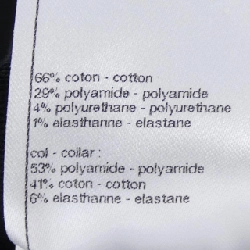 66% coton - cotton
29% polyamide - polyamide
4% polyurethane - polyurethane
1% elasthanne - elastane
col - collar :
53% polyamide - polyamide
41% coton - cotton
6% elasthanne - elastane